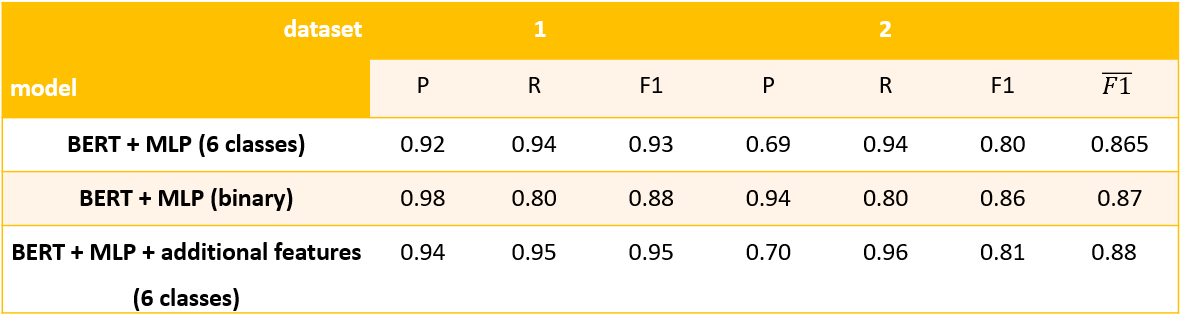 dataset 1 2
model P R F1 P R F1 F1̅
BERT + MLP (6 classes) 0.92 0.94 0.93 0.69 0.94 0.80 0.865
BERT + MLP (binary) 0.98 0.80 0.88 0.94 0.80 0.86 0.87
BERT + MLP + additional features 0.94 0.95 0.95 0.70 0.96 0.81 0.88
(6 classes)